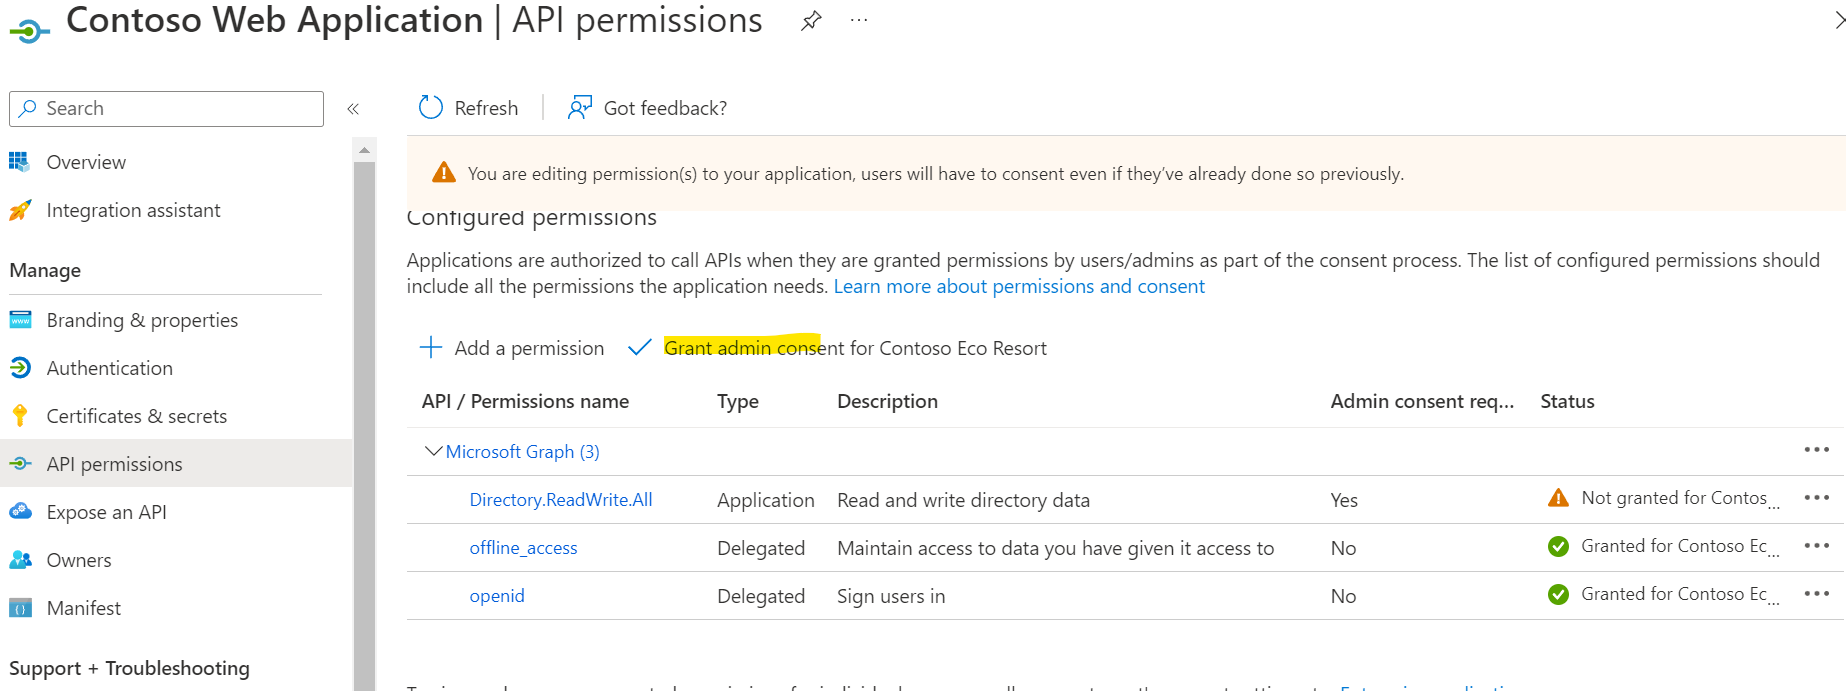 Contoso Web Application | API permissions
Search
Refresh
Got feedback?
Overview
Integration assistant
Manage
Branding & properties
Authentication
Certificates & secrets
API permissions
Expose an API
Owners
Manifest
Support + Troubleshooting
You are editing permission(s) to your application, users will have to consent even if they've already done so previously.
Configured permissions
Applications are authorized to call APIs when they are granted permissions by users/admins as part of the consent process. The list of configured permissions should
include all the permissions the application needs. Learn more about permissions and consent
Add a permission Grant admin consent for Contoso Eco Resort
API / Permissions name Type Description Admin consent req... Status
Microsoft Graph (3)
Directory.ReadWrite.All Application Read and write directory data Yes Not granted for Contos...
offline_access Delegated Maintain access to data you have given it access to No Granted for Contoso Ec...
openid Delegated Sign users in No Granted for Contoso Ec...